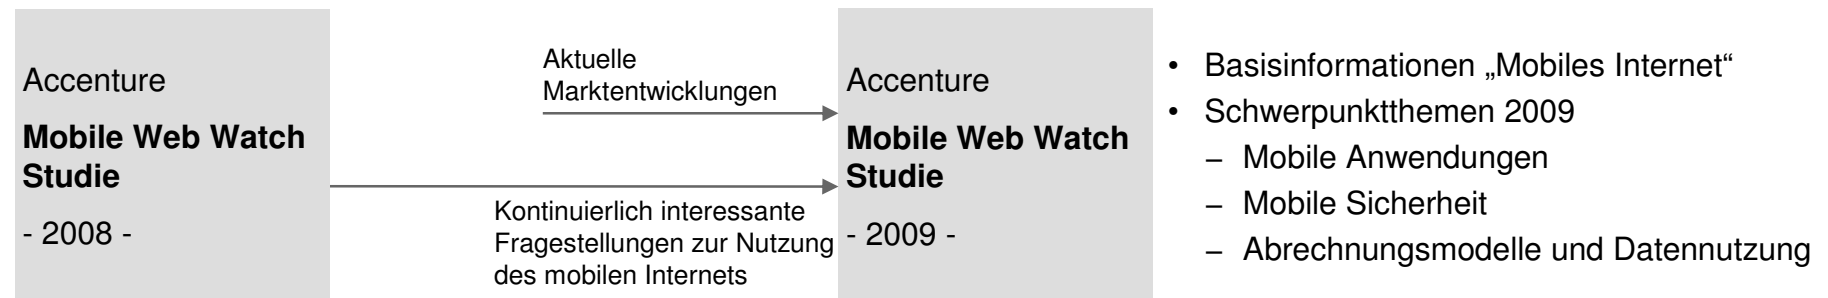 Accenture
Mobile Web Watch
Studie
- 2008 -
Aktuelle
Marktentwicklungen
Kontinuierlich interessante
Fragestellungen zur Nutzung
des mobilen Internets
Accenture
Mobile Web Watch
Studie
- 2009 -
• Basisinformationen „Mobiles Internet“
• Schwerpunktthemen 2009
– Mobile Anwendungen
– Mobile Sicherheit
– Abrechnungsmodelle und Datennutzung